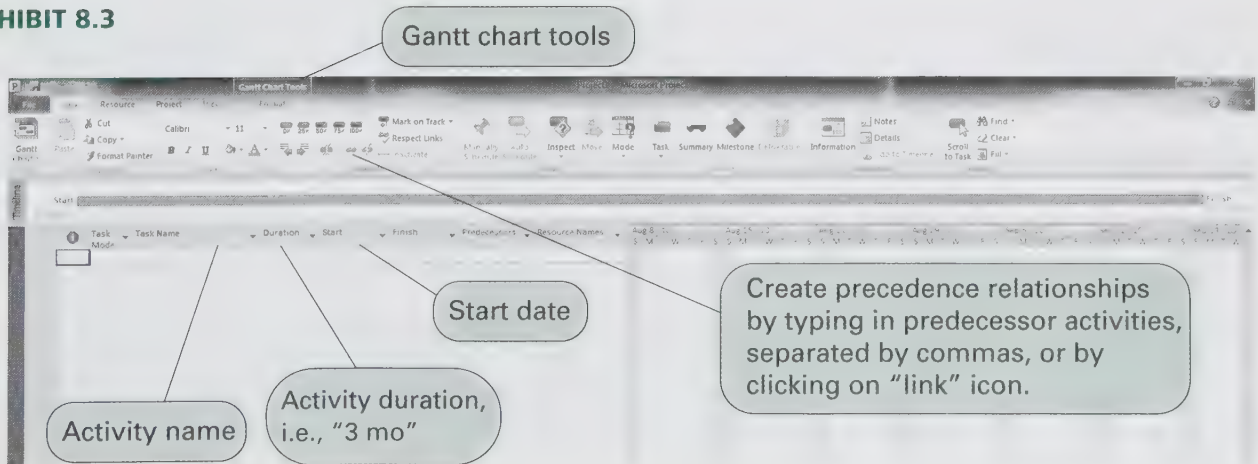 HIBIT 8.3
Gantt chart tools
Gantt Chart Tools
Microsoft Project
File Resource Project Format
Cut Calibri 11 Mark on Track Notes Find
Gantt Paste Copy Respect Links Inspect Move Mode Task Summary Milestone Information Details Scroll to Task Clear
Format Painter B I U Fill
Timeline
Start
Task Mode Task Name Duration Start Finish Predecessors Resource Names
Start date
Create precedence relationships
by typing in predecessor activities,
separated by commas, or by
clicking on "link" icon.
Activity duration,
i.e., "3 mo"
Activity name